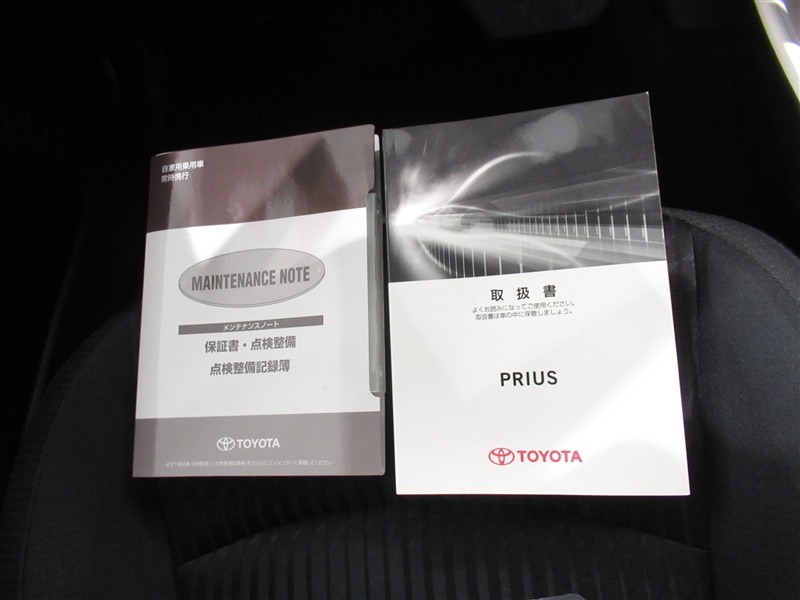 自家用乗用車
常時携行
MAINTENANCE NOTE
メンテナンスノート
保証書・点検整備
点検整備記録簿
TOYOTA
取扱書
よくお読みになってご使用ください。
取扱書は車の中に保管しましょう。
PRIUS
TOYOTA